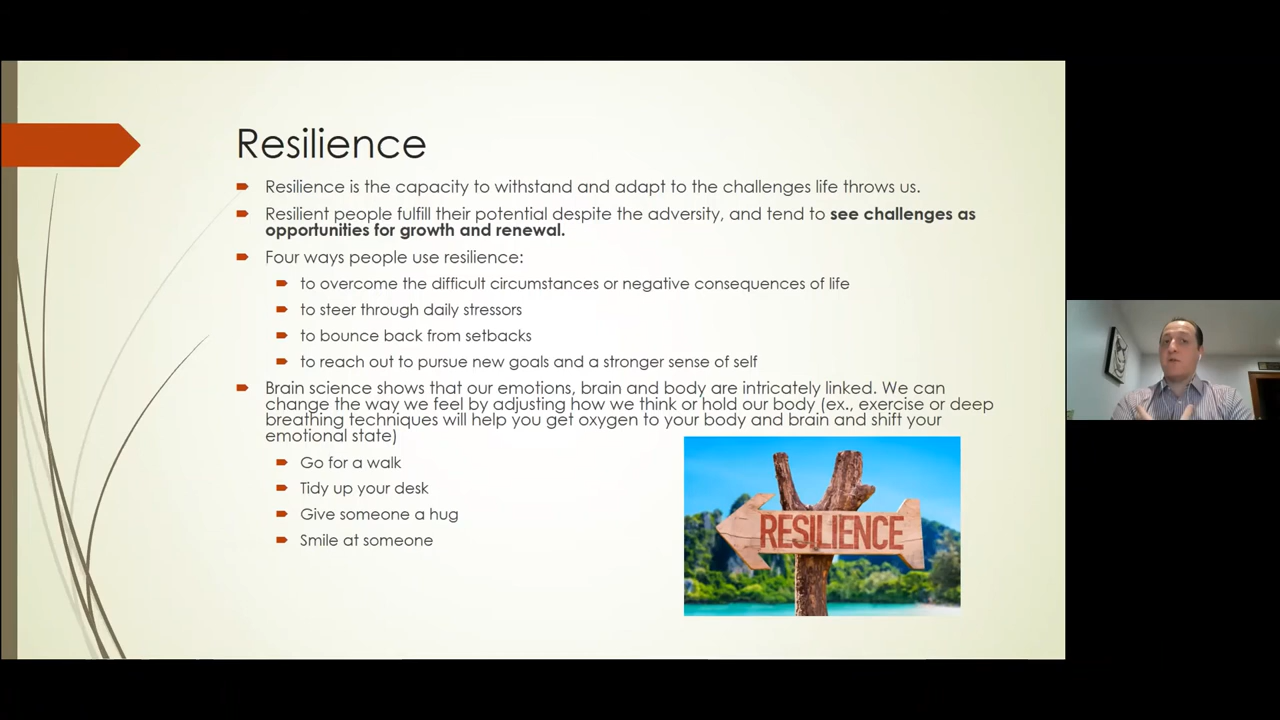 Resilience
Resilience is the capacity to withstand and adapt to the challenges life throws us.
Resilient people fulfill their potential despite the adversity, and tend to see challenges as
opportunities for growth and renewal.
Four ways people use resilience:
to overcome the difficult circumstances or negative consequences of life
to steer through daily stressors
to bounce back from setbacks
to reach out to pursue new goals and a stronger sense of self
Brain science shows that our emotions, brain and body are intricately linked. We can
change the way we feel by adjusting how we think or hold our body (ex., exercise or deep
breathing techniques will help you get oxygen to your body and brain and shift your
emotional state)
Go for a walk
Tidy up your desk
Give someone a hug
Smile at someone
RESILIENCE